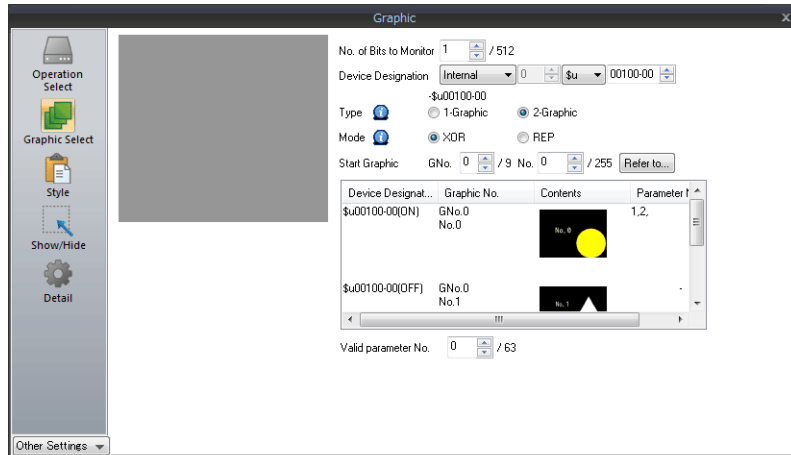 Graphic
x
Operation
Select
Graphic Select
Style
Show/Hide
Detail
Other Settings
No. of Bits to Monitor 1 / 512
Device Designation Internal 0 $u 00100-00
-$u00100-00
Type 1-Graphic 2-Graphic
Mode XOR REP
Start Graphic GNo. 0 / 9 No. 0 / 255 Refer to...
Device Designat... Graphic No. Contents Parameter
$u00100-00(ON) GNo.0 1,2,
No.0 No. 0
$u00100-00(OFF) GNo.0 -
No.1 No. 1
Valid parameter No. 0 / 63